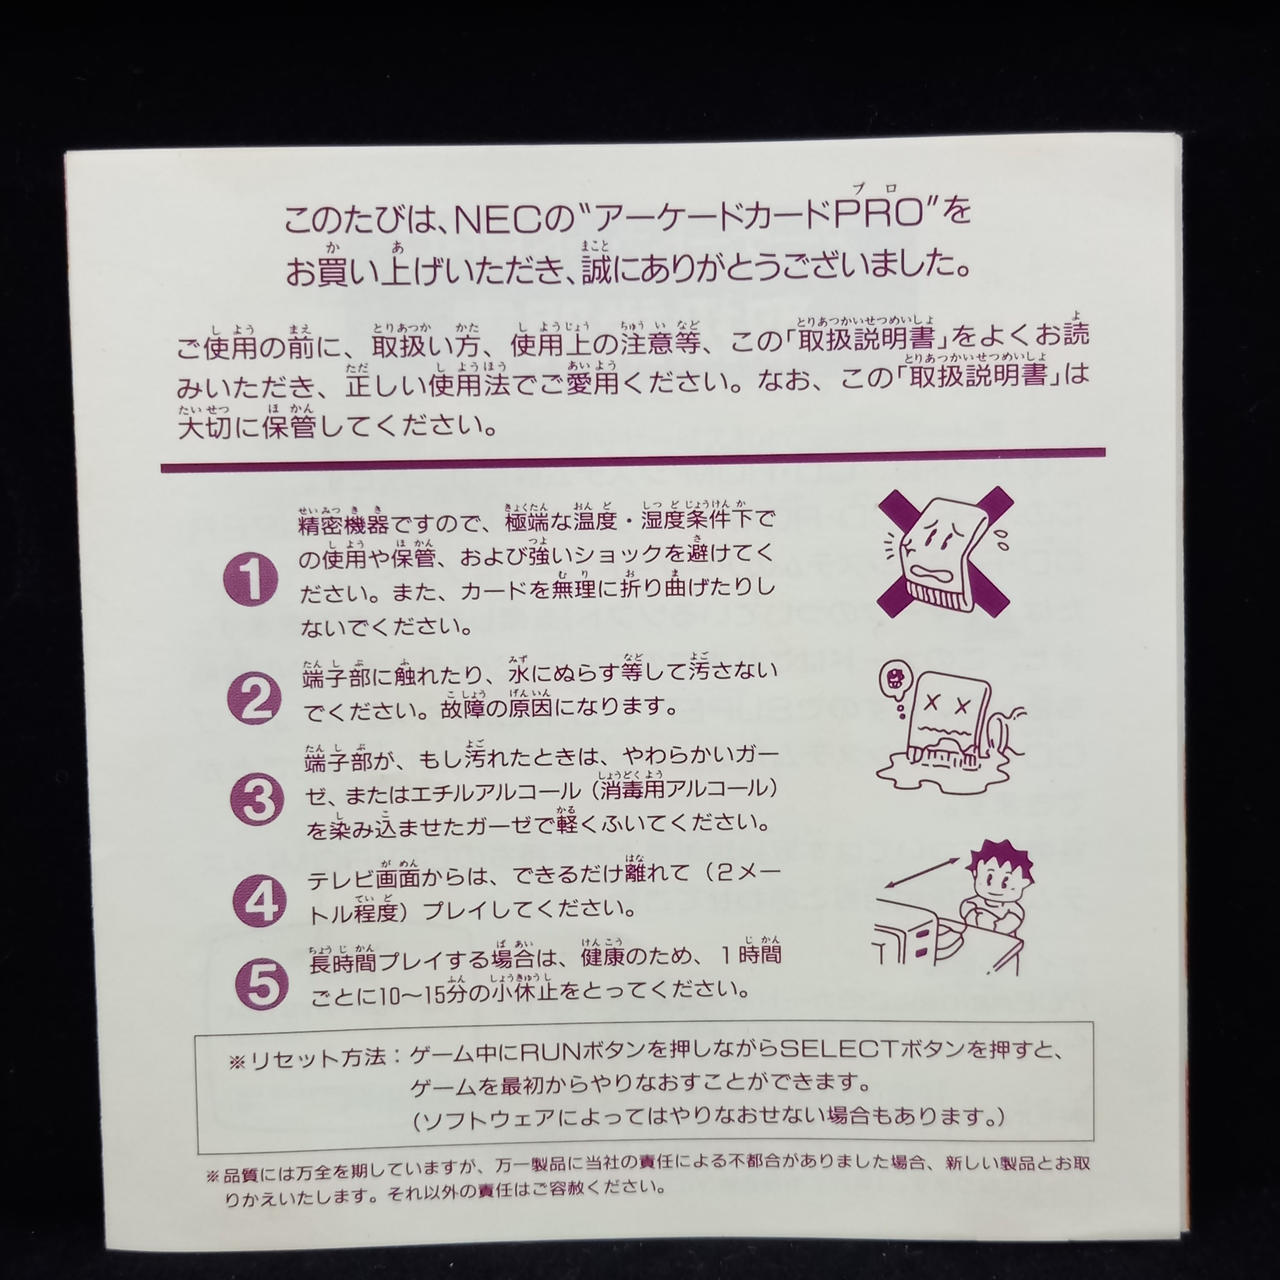 このたびは、NECの"アーケードカードPRO"を
お買い上げいただき、誠にありがとうございました。
ご使用の前に、取扱い方、使用上の注意等、この「取扱説明書」をよくお読
みいただき、正しい使用法でご愛用ください。なお、この「取扱説明書」は
大切に保管してください。
1 精密機器ですので、極端な温度・湿度条件下で
の使用や保管、および強いショックを避けてく
ださい。また、カードを無理に折り曲げたりし
ないでください。
2 端子部に触れたり、水にぬらす等して汚さない
でください。故障の原因になります。
3 端子部が、もし汚れたときは、やわらかいガー
ゼ、またはエチルアルコール（消毒用アルコール）
を染み込ませたガーゼで軽くふいてください。
4 テレビ画面からは、できるだけ離れて（2メー
トル程度）プレイしてください。
5 長時間プレイする場合は、健康のため、1時間
ごとに10～15分の小休止をとってください。
※リセット方法：ゲーム中にRUNボタンを押しながらSELECTボタンを押すと、
ゲームを最初からやりなおすことができます。
（ソフトウェアによってはやりなおせない場合もあります。）
※品質には万全を期していますが、万一製品に当社の責任による不都合がありました場合、新しい製品とお取
りかえいたします。それ以外の責任はご容赦ください。